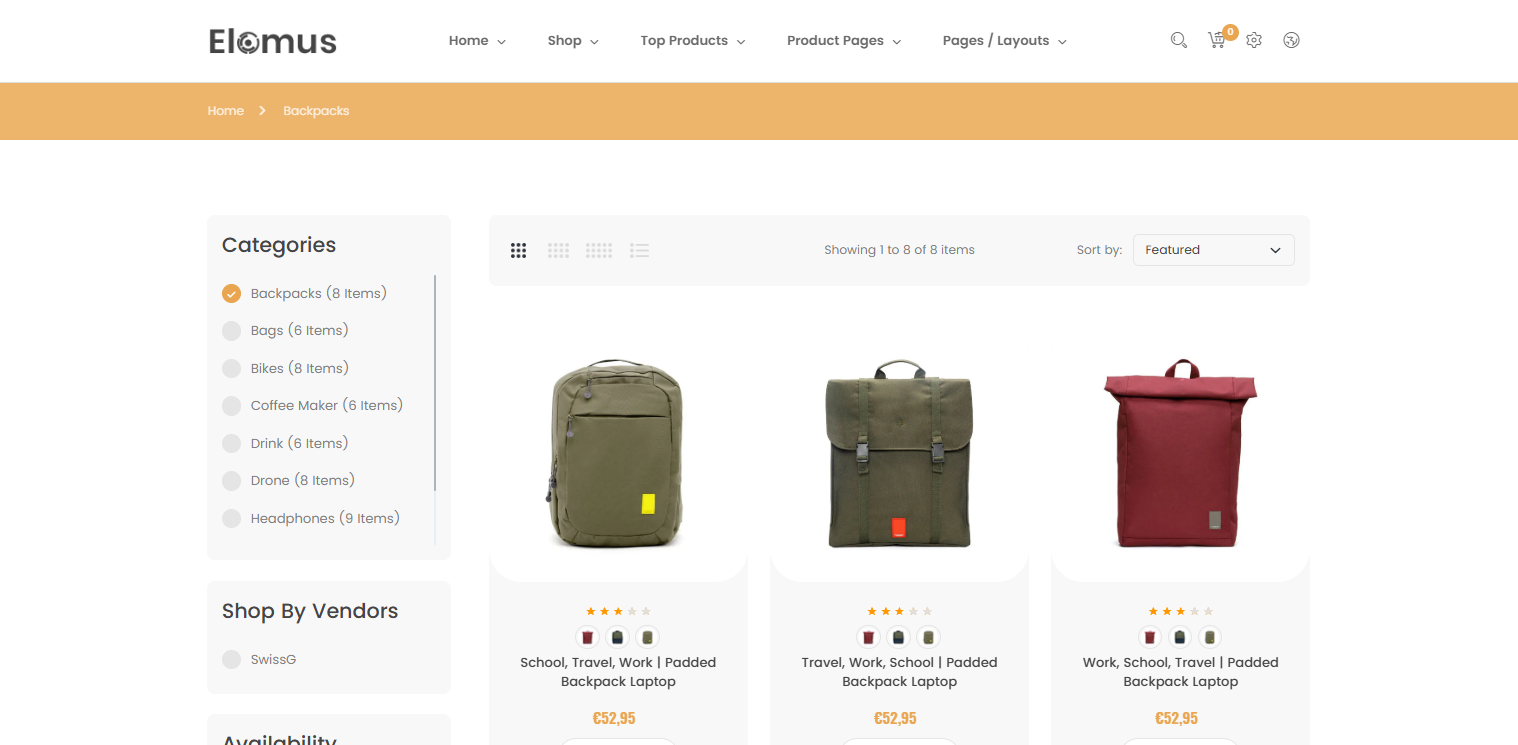 Elomus
Home
Shop
Top Products
Product Pages
Pages / Layouts
0
Home
Backpacks
Categories
Backpacks (8 Items)
Bags (6 Items)
Bikes (8 Items)
Coffee Maker (6 Items)
Drink (6 Items)
Drone (8 Items)
Headphones (9 Items)
Shop By Vendors
SwissG
Availability
Showing 1 to 8 of 8 items
Sort by:
Featured
School, Travel, Work | Padded
Backpack Laptop
€52,95
Travel, Work, School | Padded
Backpack Laptop
€52,95
Work, School, Travel | Padded
Backpack Laptop
€52,95